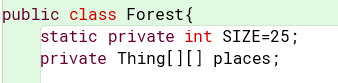 public class Forest{
static private int SIZE=25;
private Thing[][] places;